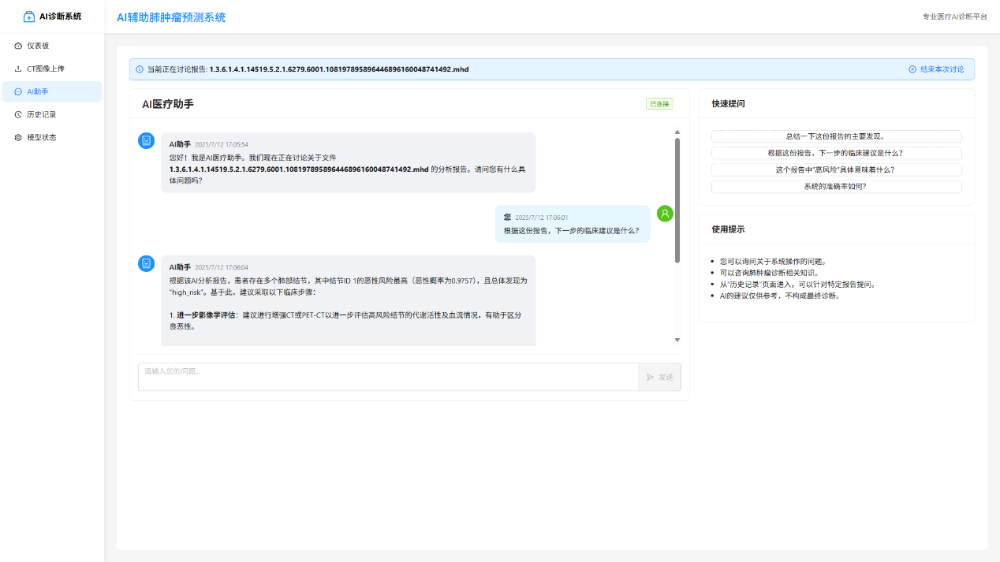 AI诊断系统
AI辅助肺肿瘤预测系统
专业医疗AI诊断平台
仪表板
CT图像上传
AI助手
历史记录
模型状态
当前正在讨论报告: 1.3.6.1.4.1.14519.5.2.1.6279.6001.108197895896446896160048741492.mhd
结束本次讨论
AI医疗助手
已连接
AI助手 2025/7/12 17:05:54
您好！我是AI医疗助手。我们现在正在讨论关于文件
1.3.6.1.4.1.14519.5.2.1.6279.6001.108197895896446896160048741492.mhd 的分析报告。请问您有什么具
体问题吗？
您 2025/7/12 17:06:01
根据这份报告，下一步的临床建议是什么？
AI助手 2025/7/12 17:06:04
根据该AI分析报告，患者存在多个肺部结节，其中结节ID 1的恶性风险最高（恶性概率为0.9757），且总体发现为
“high_risk”。基于此，建议采取以下临床步骤：
1. 进一步影像学评估：建议进行增强CT或PET-CT以进一步评估高风险结节的代谢活性及血流情况，有助于区分
良恶性。
请输入您的问题...
发送
快速提问
总结一下这份报告的主要发现。
根据这份报告，下一步的临床建议是什么？
这个报告中“高风险”具体意味着什么？
系统的准确率如何？
使用提示
您可以询问关于系统操作的问题。
可以咨询肺肿瘤诊断相关知识。
从“历史记录”页面进入，可以针对特定报告提问。
AI的建议仅供参考，不构成最终诊断。